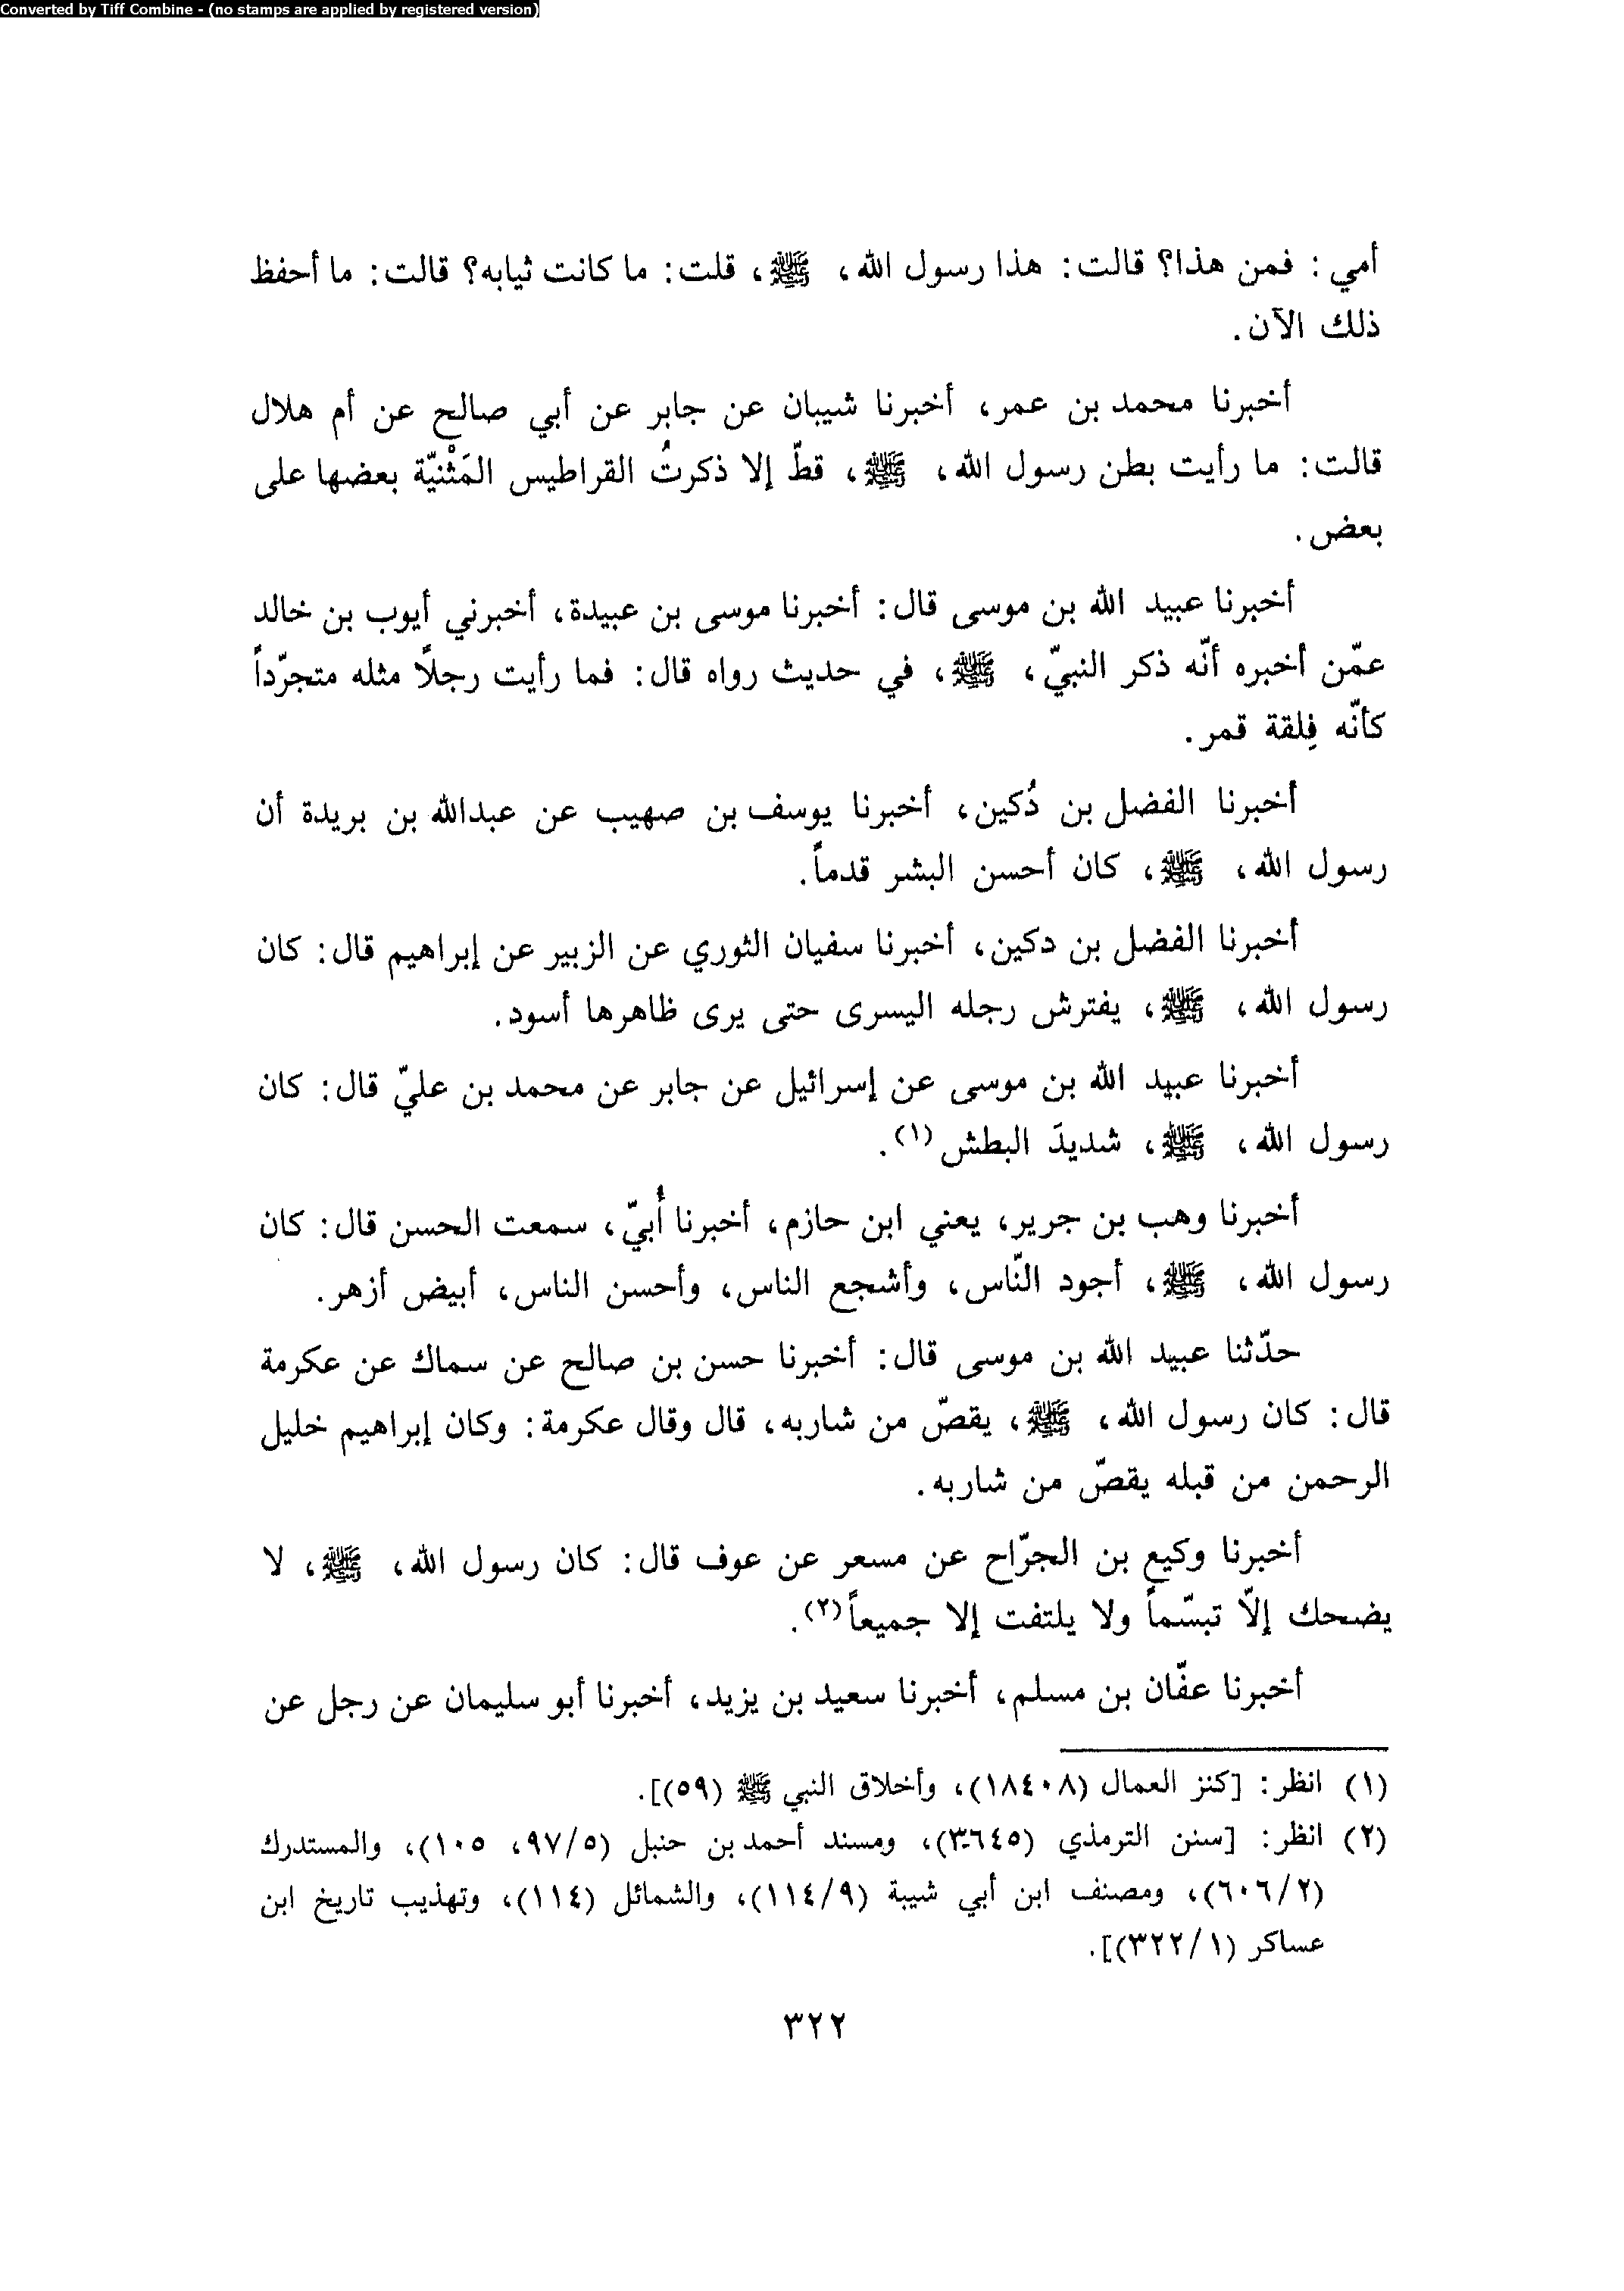 Converted by Tiff Combine - (no stamps are applied by registered version)
أمي: فمن هذا؟ قالت: هذا رسول الله، ﷺ، قلت: ما كانت ثيابه؟ قالت: ما أحفظ
ذلك الآن.
أخبرنا محمد بن عمر، أخبرنا شيبان عن جابر عن أبي صالح عن أم هلال
قالت: ما رأيت بطن رسول الله، ﷺ، قطّ إلا ذكرتُ القراطيس المَثْنيّة بعضها على
بعض.
أخبرنا عبيد الله بن موسى قال: أخبرنا موسى بن عبيدة، أخبرني أيوب بن خالد
عمّن أخبره أنّه ذكر النبيّ، ﷺ، في حديث رواه قال: فما رأيت رجلاً مثله متجرّداً
كأنّه فِلقة قمر.
أخبرنا الفضل بن دُكين، أخبرنا يوسف بن صهيب عن عبدالله بن بريدة أن
رسول الله، ﷺ، كان أحسن البشر قدماً.
أخبرنا الفضل بن دكين، أخبرنا سفيان الثوري عن الزبير عن إبراهيم قال: كان
رسول الله، ﷺ، يفترش رجله اليسرى حتى يرى ظاهرها أسود.
أخبرنا عبيد الله بن موسى عن إسرائيل عن جابر عن محمد بن عليّ قال: كان
رسول الله، ﷺ، شديدَ البطش (١).
أخبرنا وهب بن جرير، يعني ابن حازم، أخبرنا أُبيّ، سمعت الحسن قال: كان
رسول الله، ﷺ، أجود النّاس، وأشجع الناس، وأحسن الناس، أبيض أزهر.
حدّثنا عبيد الله بن موسى قال: أخبرنا حسن بن صالح عن سماك عن عكرمة
قال: كان رسول الله، ﷺ، يقصّ من شاربه، قال وقال عكرمة: وكان إبراهيم خليل
الرحمن من قبله يقصّ من شاربه.
أخبرنا وكيع بن الجرّاح عن مسعر عن عوف قال: كان رسول الله، ﷺ، لا
يضحك إلاّ تبسّماً ولا يلتفت إلا جميعاً(٢).
أخبرنا عفّان بن مسلم، أخبرنا سعيد بن يزيد، أخبرنا أبو سليمان عن رجل عن
(١) انظر: [كنز العمال (١٨٤٠٨)، وأخلاق النبي ﷺ (٥٩)].
(٢) انظر: [سنن الترمذي (٣٦٤٥)، ومسند أحمد بن حنبل (٩٧/٥، ١٠٥)، والمستدرك
(٦٠٦/٢)، ومصنف ابن أبي شيبة (١١٤/٩)، والشمائل (١١٤)، وتهذيب تاريخ ابن
عساكر (٣٢٢/١)].
٣٢٢